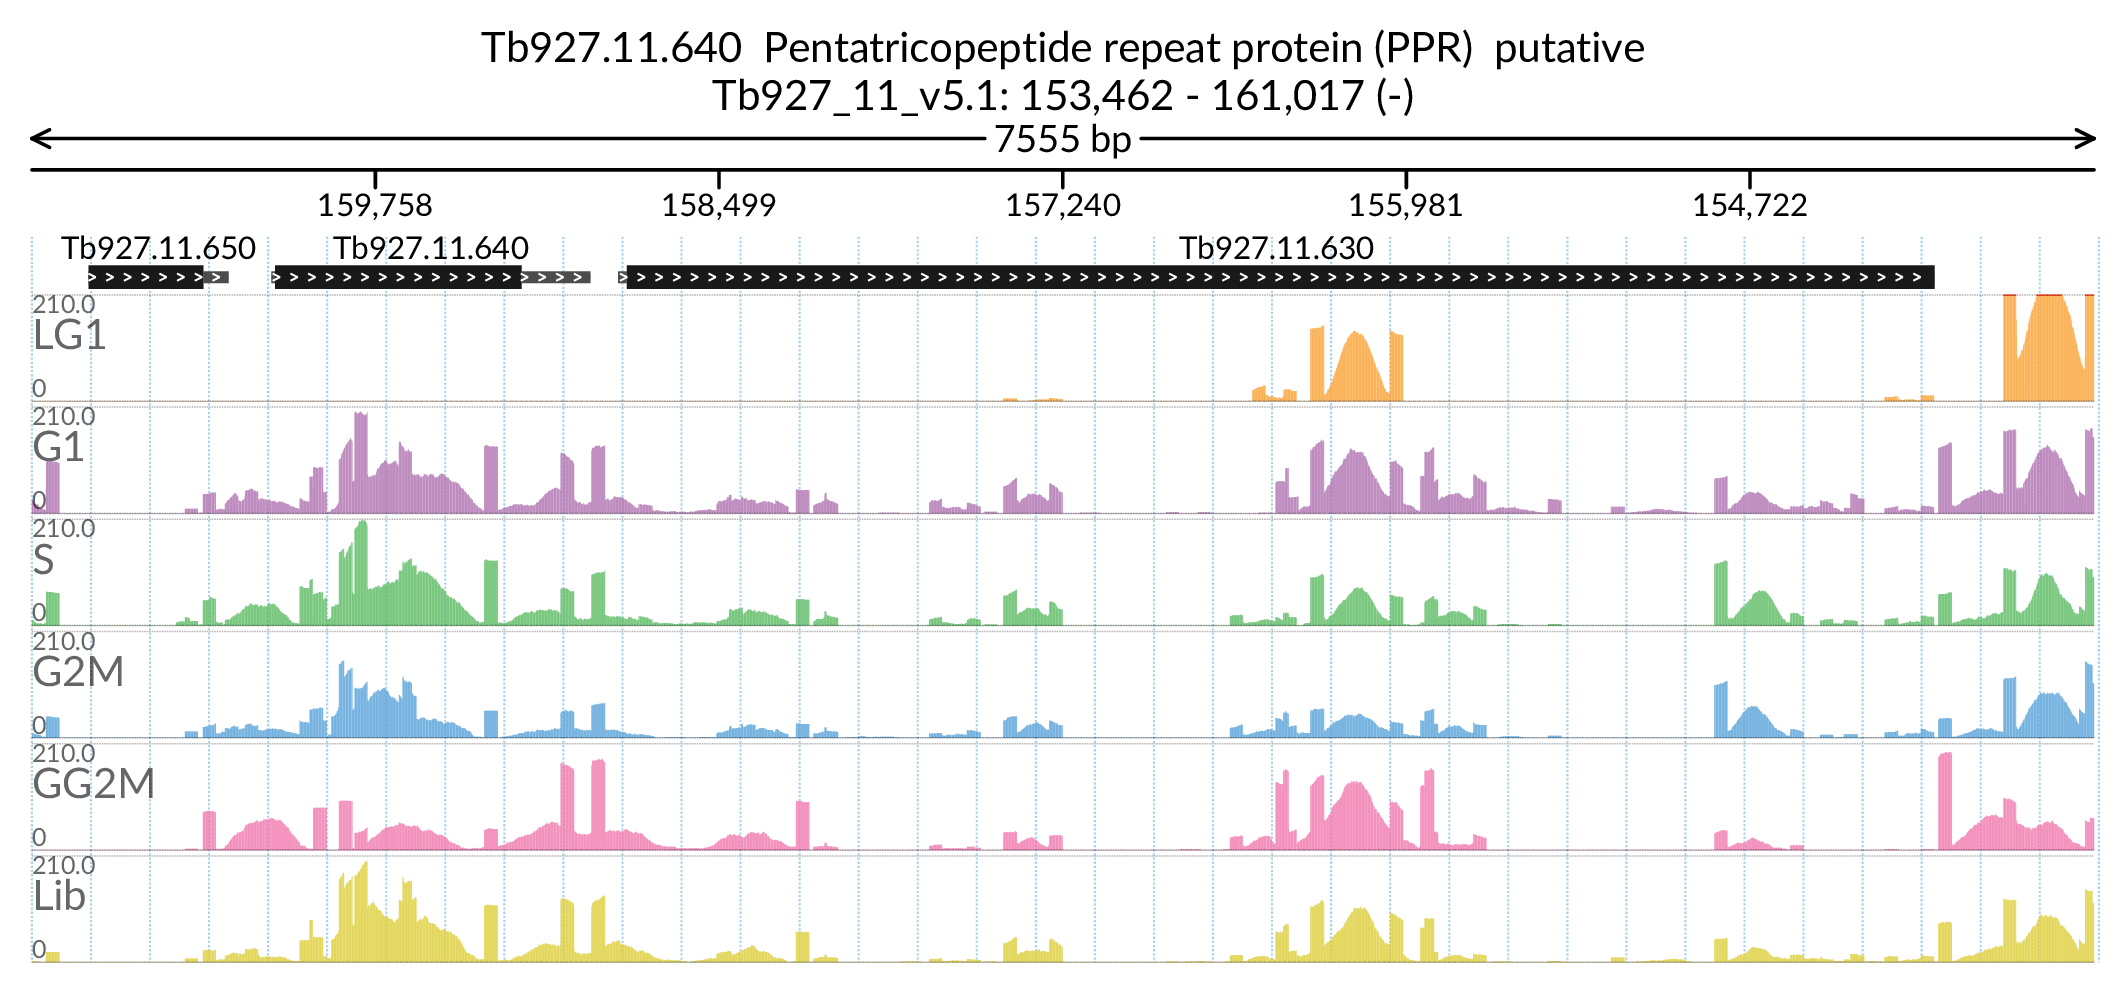 Tb927.11.640 Pentatricopeptide repeat protein (PPR) putative
Tb927_11_v5.1: 153,462 - 161,017 (-)
7555 bp
159,758 158,499 157,240 155,981 154,722
Tb927.11.650 Tb927.11.640 Tb927.11.630
210.0
LG1
0
210.0
G1
0
210.0
S
0
210.0
G2M
0
210.0
GG2M
0
210.0
Lib
0